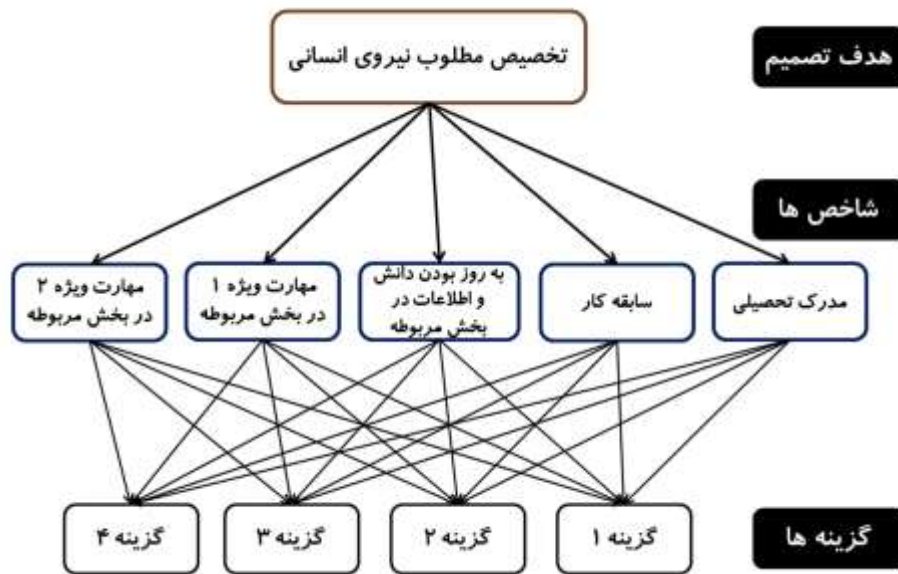 هدف تصمیم
تخصیص مطلوب نیروی انسانی
شاخص ها
مدرک تحصیلی
سابقه کار
به روز بودن دانش
و اطلاعات در
بخش مربوطه
مهارت ویژه ۱
در بخش مربوطه
مهارت ویژه ۲
در بخش مربوطه
گزینه ها
گزینه ۱
گزینه ۲
گزینه ۳
گزینه ۴